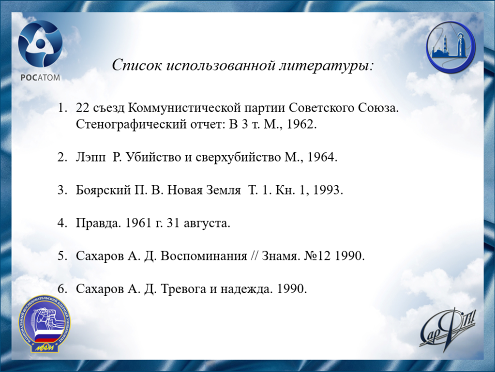 РОСАТОМ
Список использованной литературы:
1. 22 съезд Коммунистической партии Советского Союза.
Стенографический отчет: В 3 т. М., 1962.
2. Лэпп Р. Убийство и сверхубийство М., 1964.
3. Боярский П. В. Новая Земля Т. 1. Кн. 1, 1993.
4. Правда. 1961 г. 31 августа.
5. Сахаров А. Д. Воспоминания // Знамя. №12 1990.
6. Сахаров А. Д. Тревога и надежда. 1990.